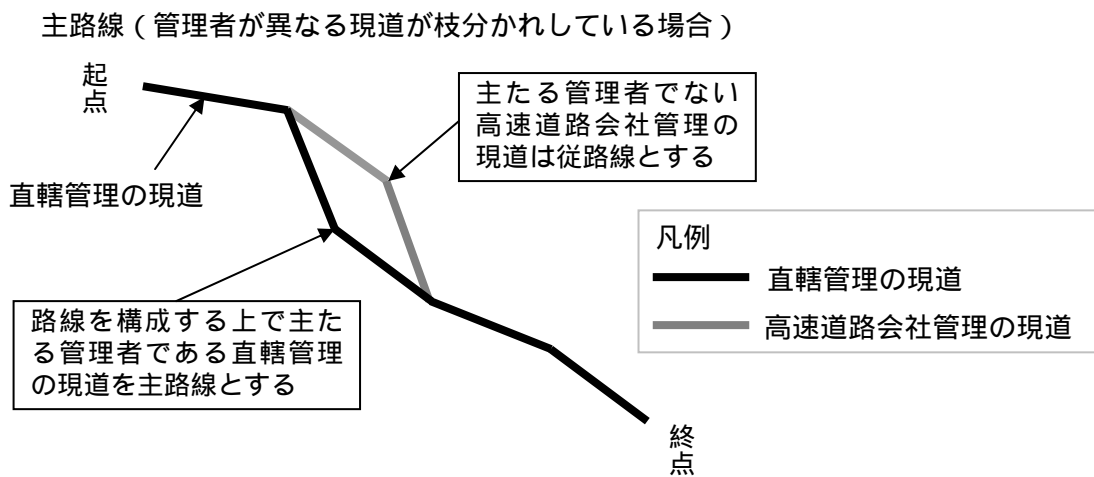 主路線（管理者が異なる現道が枝分かれしている場合）
起点
主たる管理者でない
高速道路会社管理の
現道は従路線とする
直轄管理の現道
凡例
直轄管理の現道
高速道路会社管理の現道
路線を構成する上で主た
る管理者である直轄管理
の現道を主路線とする
終点